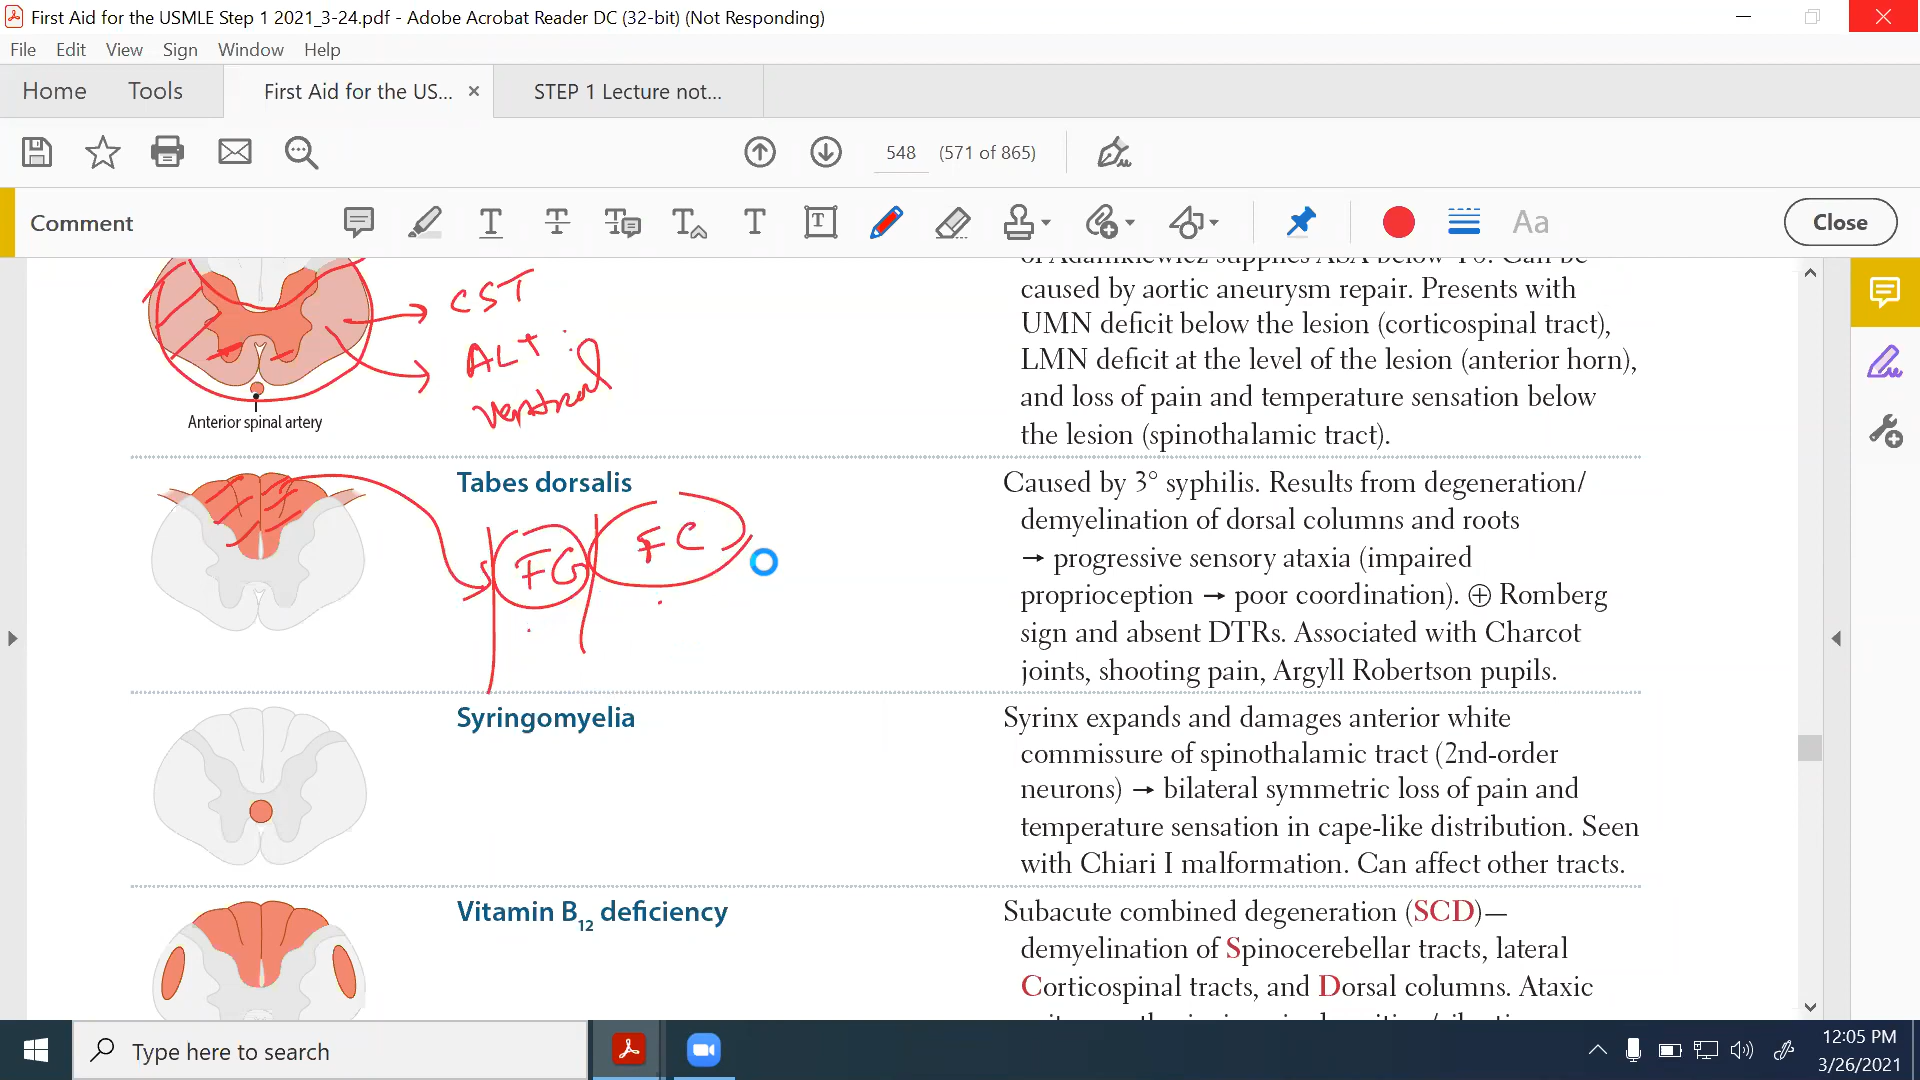 First Aid for the USMLE Step 1 2021_3-24.pdf - Adobe Acrobat Reader DC (32-bit) (Not Responding)
File Edit View Sign Window Help
Home Tools First Aid for the US... × STEP 1 Lecture not...
548 (571 of 865)
Comment
Aa
Close
caused by aortic aneurysm repair. Presents with
UMN deficit below the lesion (corticospinal tract),
LMN deficit at the level of the lesion (anterior horn),
and loss of pain and temperature sensation below
the lesion (spinothalamic tract).
CST
ALT
Ventral
Anterior spinal artery
Tabes dorsalis
FG FC
Caused by 3° syphilis. Results from degeneration/
demyelination of dorsal columns and roots
→ progressive sensory ataxia (impaired
proprioception → poor coordination). ⊕ Romberg
sign and absent DTRs. Associated with Charcot
joints, shooting pain, Argyll Robertson pupils.
Syringomyelia
Syrinx expands and damages anterior white
commissure of spinothalamic tract (2nd-order
neurons) → bilateral symmetric loss of pain and
temperature sensation in cape-like distribution. Seen
with Chiari I malformation. Can affect other tracts.
Vitamin B12 deficiency
Subacute combined degeneration (SCD)—
demyelination of Spinocerebellar tracts, lateral
Corticospinal tracts, and Dorsal columns. Ataxic
Type here to search
12:05 PM
3/26/2021